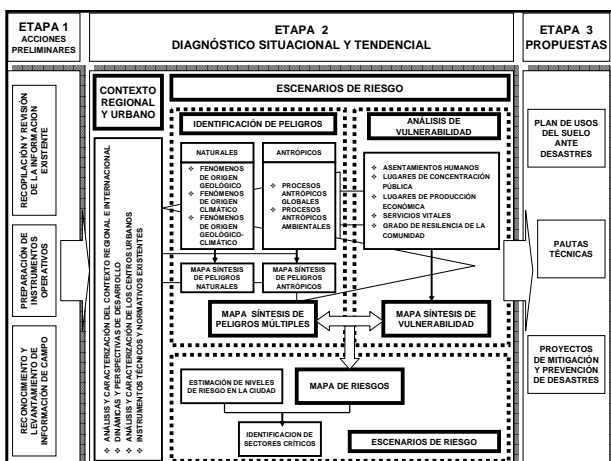 ETAPA 1
ACCIONES
PRELIMINARES
ETAPA 2
DIAGNÓSTICO SITUACIONAL Y TENDENCIAL
ETAPA 3
PROPUESTAS
RECOPILACIÓN Y REVISIÓN
DE LA INFORMACION
EXISTENTE
PREPARACIÓN DE
INSTRUMENTOS
OPERATIVOS
RECONOCIMIENTO Y
LEVANTAMIENTO DE
INFORMACIÓN DE CAMPO
CONTEXTO
REGIONAL
Y URBANO
❖ ANÁLISIS Y CARACTERIZACIÓN DEL CONTEXTO REGIONAL E INTERNACIONAL
❖ DINÁMICAS Y PERSPECTIVAS DE DESARROLLO
❖ ANÁLISIS Y CARACTERIZACIÓN DE LOS CENTROS URBANOS
❖ INSTRUMENTOS TÉCNICOS Y NORMATIVOS EXISTENTES
ESCENARIOS DE RIESGO
IDENTIFICACIÓN DE PELIGROS
NATURALES
❖ FENÓMENOS
DE ORIGEN
GEOLÓGICO
❖ FENÓMENOS
DE ORIGEN
CLIMÁTICO
❖ FENÓMENOS
DE ORIGEN
GEOLÓGICO-
CLIMÁTICO
ANTRÓPICOS
❖ PROCESOS
ANTRÓPICOS
GLOBALES
❖ PROCESOS
ANTRÓPICOS
AMBIENTALES
MAPA SÍNTESIS
DE PELIGROS
NATURALES
MAPA SÍNTESIS
DE PELIGROS
ANTRÓPICOS
MAPA SÍNTESIS DE
PELIGROS MÚLTIPLES
ANÁLISIS DE
VULNERABILIDAD
❖ ASENTAMIENTOS HUMANOS
❖ LUGARES DE CONCENTRACIÓN
PÚBLICA
❖ LUGARES DE PRODUCCIÓN
ECONÓMICA
❖ SERVICIOS VITALES
❖ GRADO DE RESILENCIA DE LA
COMUNIDAD
MAPA SÍNTESIS DE
VULNERABILIDAD
ESTIMACIÓN DE NIVELES
DE RIESGO EN LA CIUDAD
MAPA DE RIESGOS
IDENTIFICACION DE
SECTORES CRÍTICOS
ESCENARIOS DE RIESGO
PLAN DE USOS
DEL SUELO
ANTE
DESASTRES
PAUTAS
TÉCNICAS
PROYECTOS
DE MITIGACIÓN
Y PREVENCIÓN
DE DESASTRES